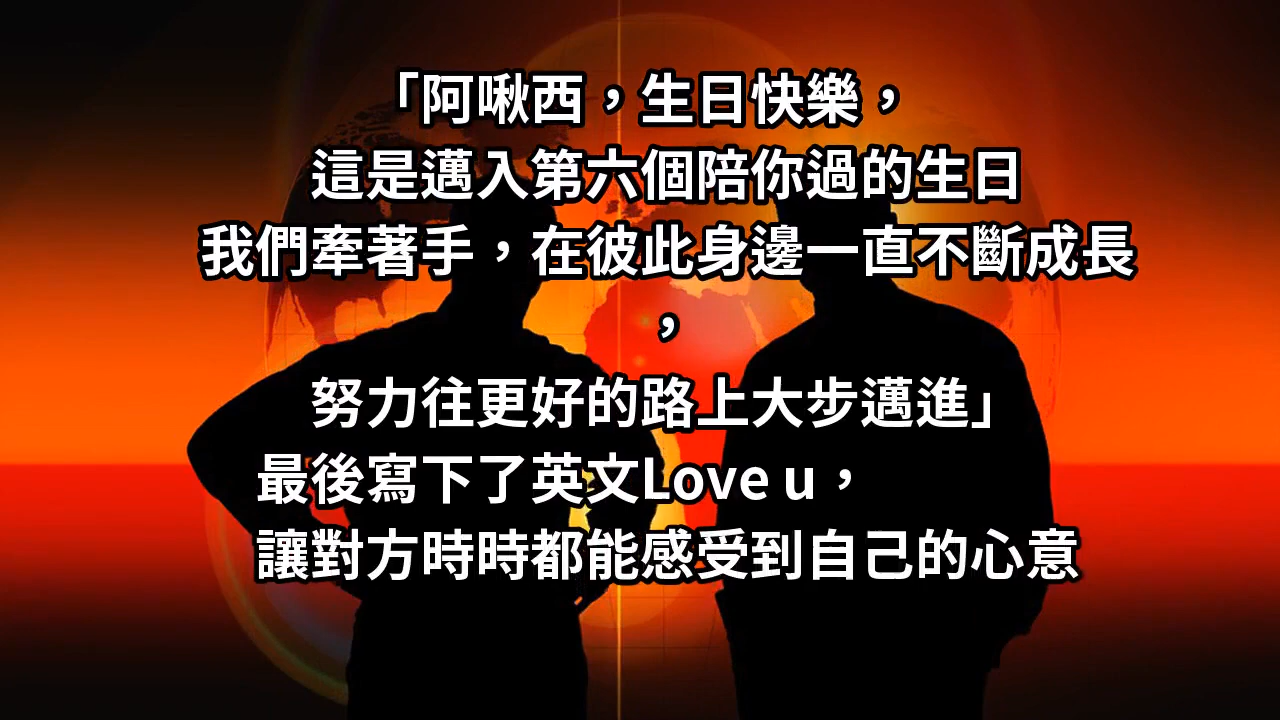 「阿啾西，生日快樂，
這是邁入第六個陪你過的生日
我們牽著手，在彼此身邊一直不斷成長
，
努力往更好的路上大步邁進」
最後寫下了英文Love u，
讓對方時時都能感受到自己的心意